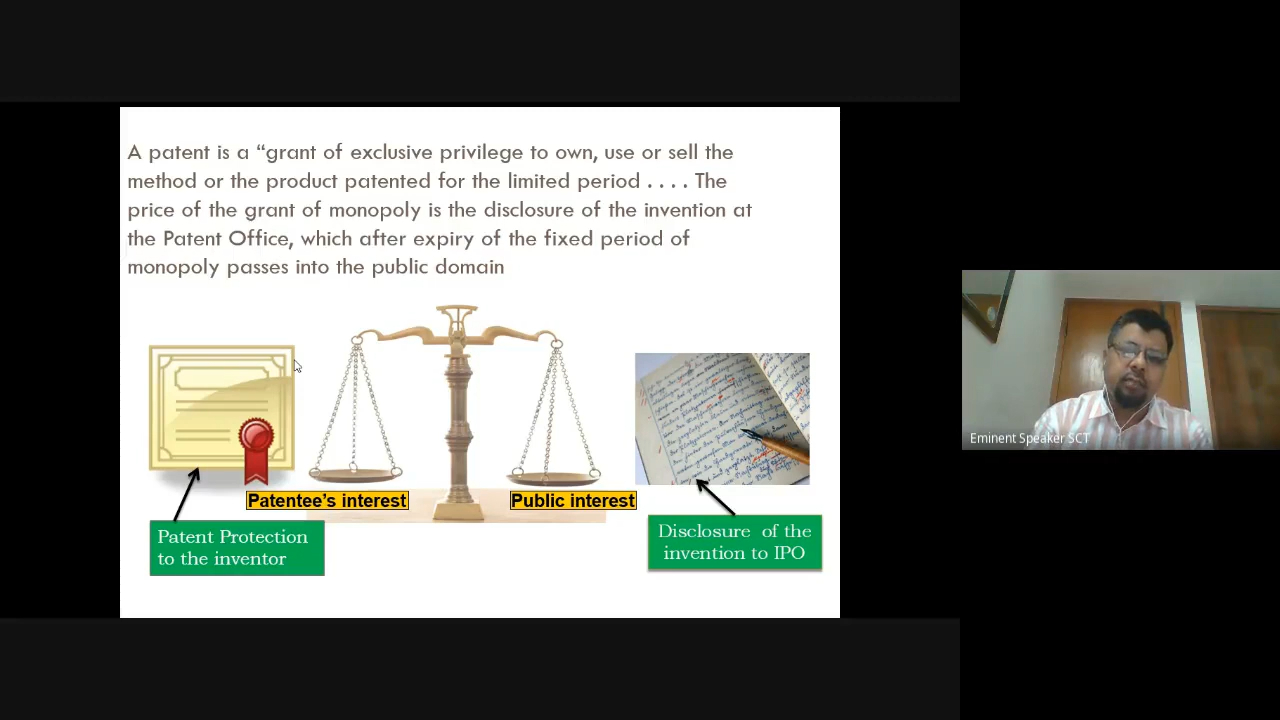 A patent is a “grant of exclusive privilege to own, use or sell the
method or the product patented for the limited period . . . . The
price of the grant of monopoly is the disclosure of the invention at
the Patent Office, which after expiry of the fixed period of
monopoly passes into the public domain
Patentee’s interest
Public interest
Patent Protection
to the inventor
Disclosure of the
invention to IPO
Eminent Speaker SCT